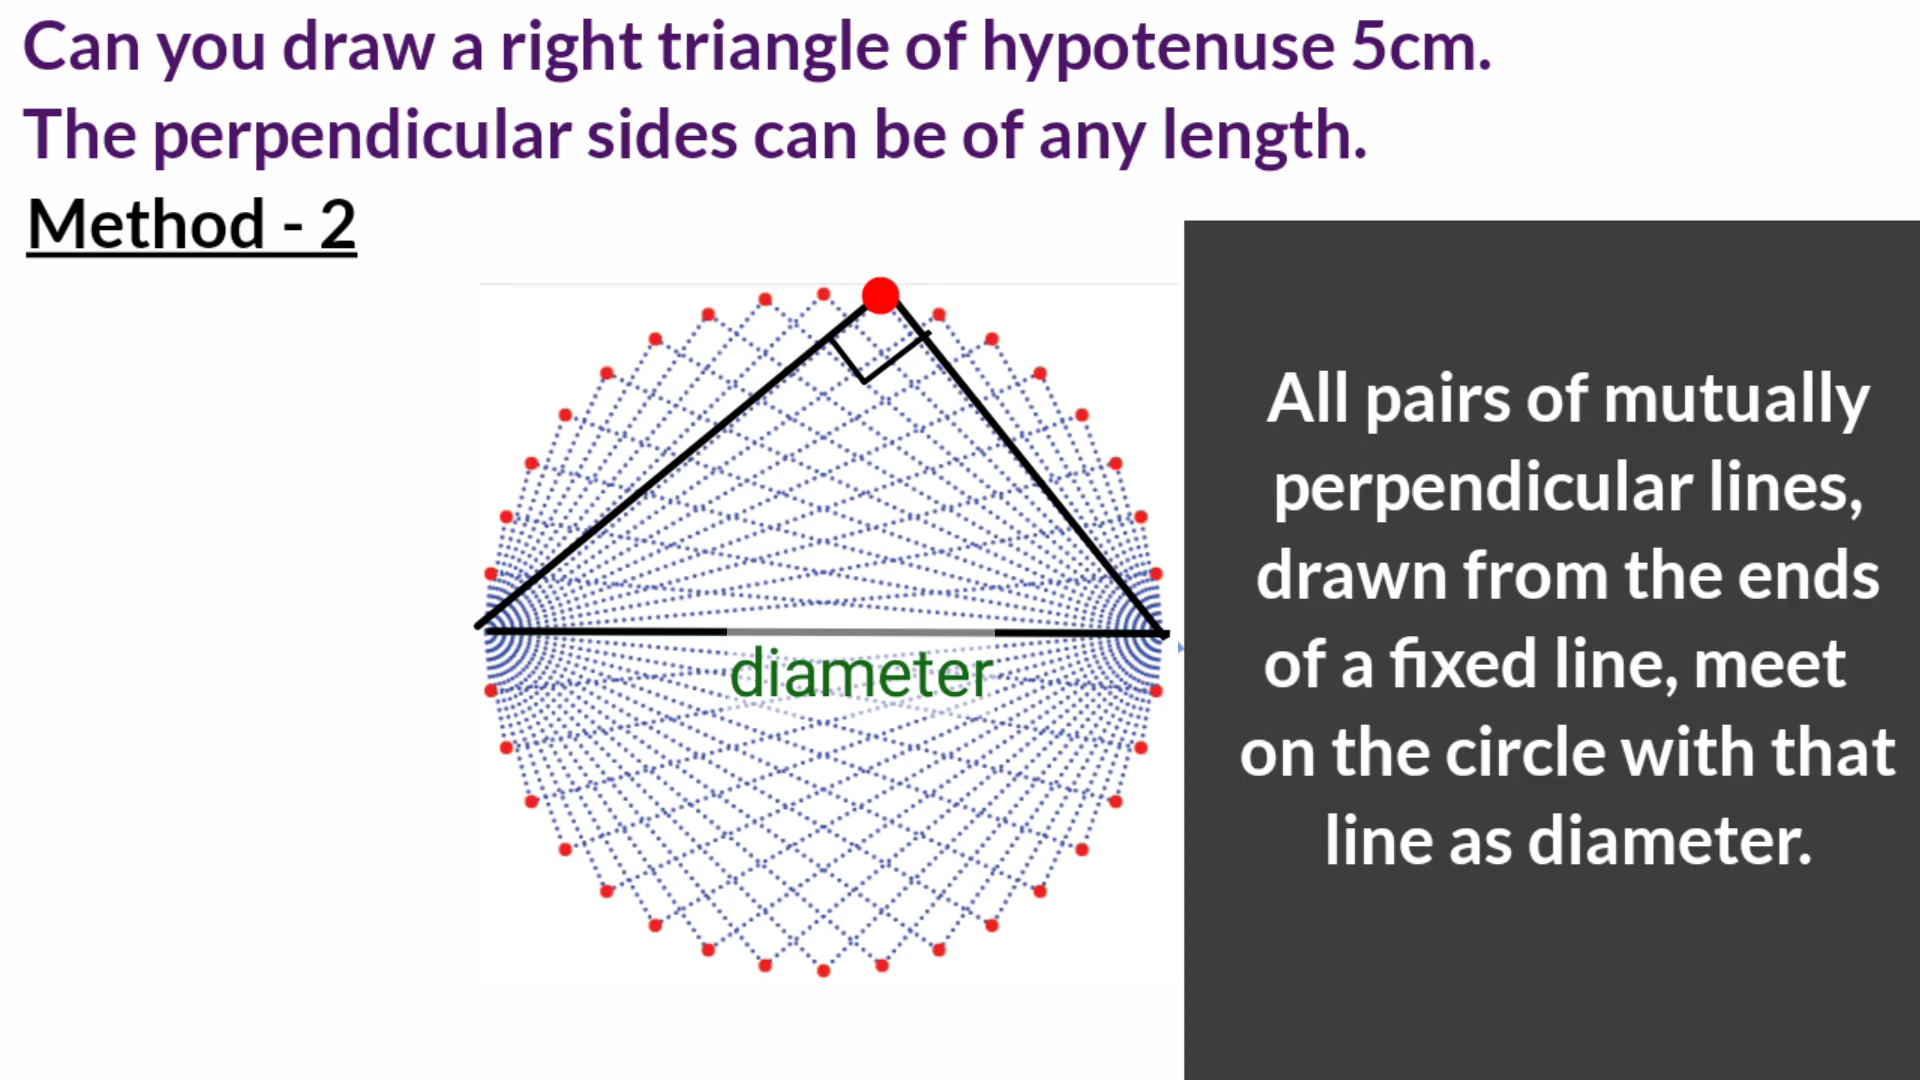 Can you draw a right triangle of hypotenuse 5cm.
The perpendicular sides can be of any length.
Method - 2
diameter
All pairs of mutually
perpendicular lines,
drawn from the ends
of a fixed line, meet
on the circle with that
line as diameter.